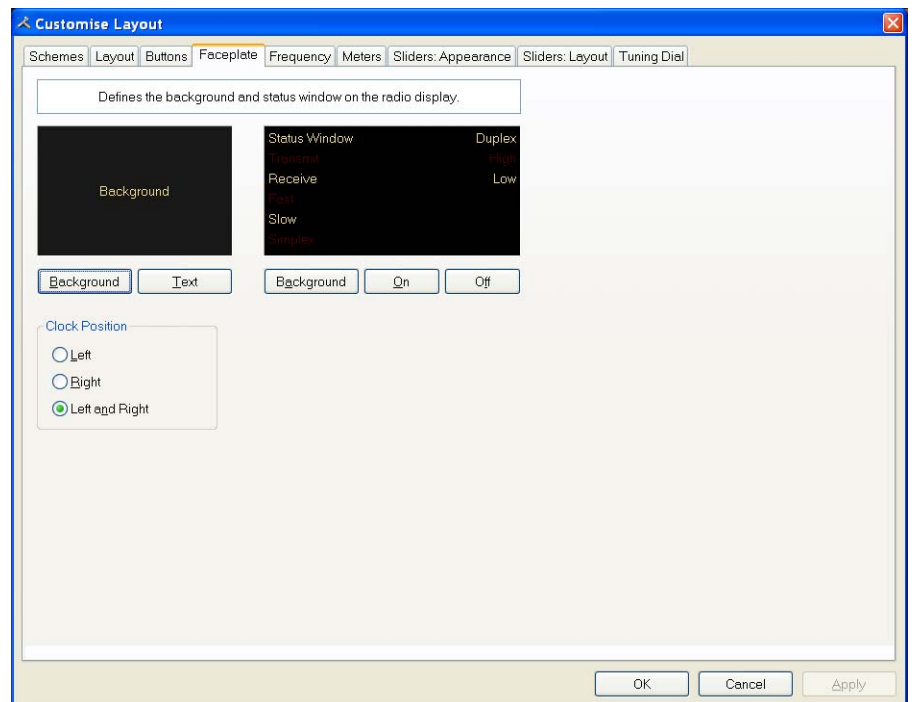 Customise Layout
Schemes Layout Buttons Faceplate Frequency Meters Sliders: Appearance Sliders: Layout Tuning Dial
Defines the background and status window on the radio display.
Background
Status Window Duplex
Transmit High
Receive Low
Fast
Slow
Simplex
Background Text
Background On Off
Clock Position
Left
Right
Left and Right
OK Cancel Apply